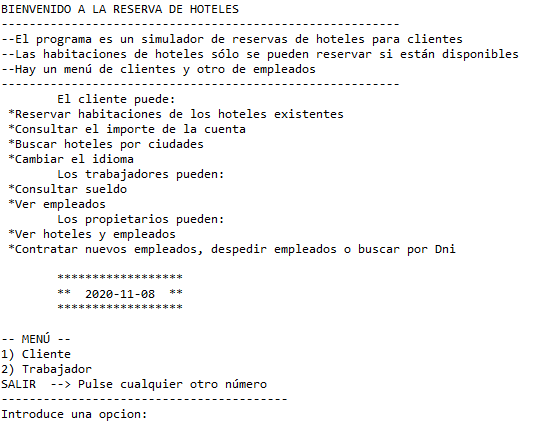 BIENVENIDO A LA RESERVA DE HOTELES
---------------------------------------------------------
--El programa es un simulador de reservas de hoteles para clientes
--Las habitaciones de hoteles sólo se pueden reservar si están disponibles
--Hay un menú de clientes y otro de empleados
---------------------------------------------------------
        El cliente puede:
 *Reservar habitaciones de los hoteles existentes
 *Consultar el importe de la cuenta
 *Buscar hoteles por ciudades
 *Cambiar el idioma
        Los trabajadores pueden:
 *Consultar sueldo
 *Ver empleados
        Los propietarios pueden:
 *Ver hoteles y empleados
 *Contratar nuevos empleados, despedir empleados o buscar por Dni

        ******************
        **  2020-11-08  **
        ******************

-- MENÚ --
1) Cliente
2) Trabajador
SALIR  --> Pulse cualquier otro número
-----------------------------------------
Introduce una opcion: